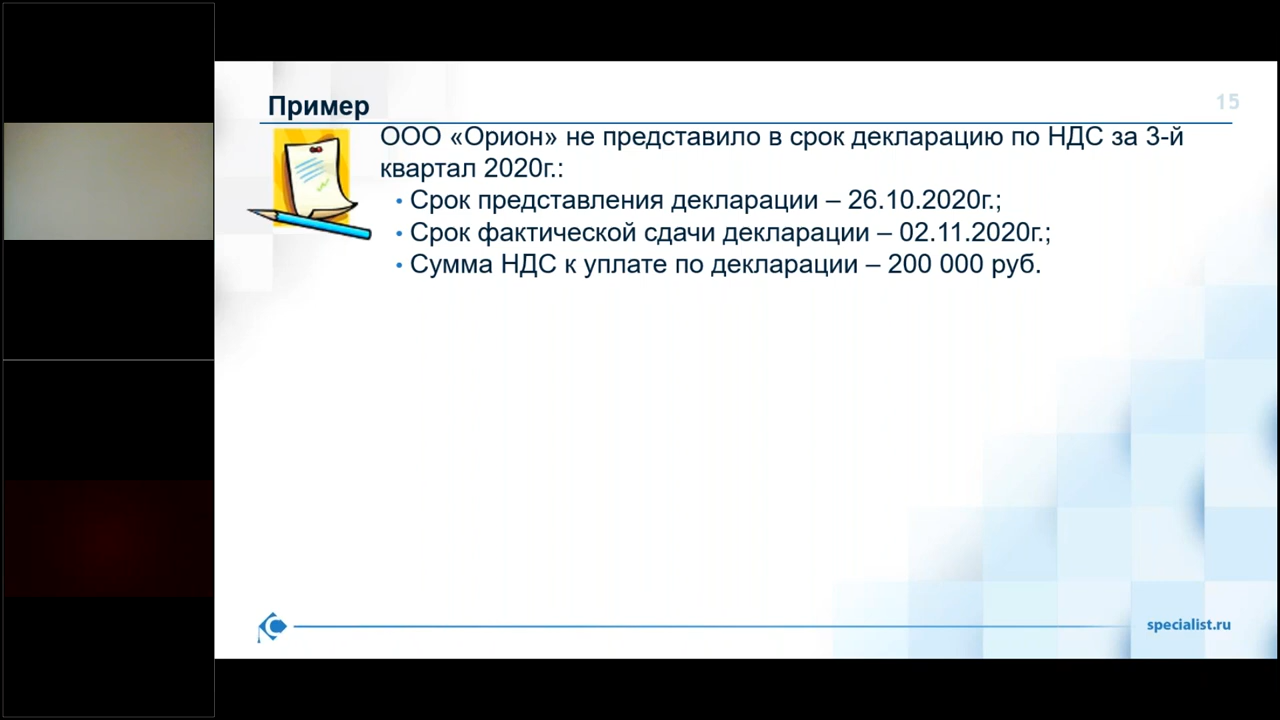 Пример
15
ООО «Орион» не представило в срок декларацию по НДС за 3-й
квартал 2020г.:
• Срок представления декларации – 26.10.2020г.;
• Срок фактической сдачи декларации – 02.11.2020г.;
• Сумма НДС к уплате по декларации – 200 000 руб.
specialist.ru